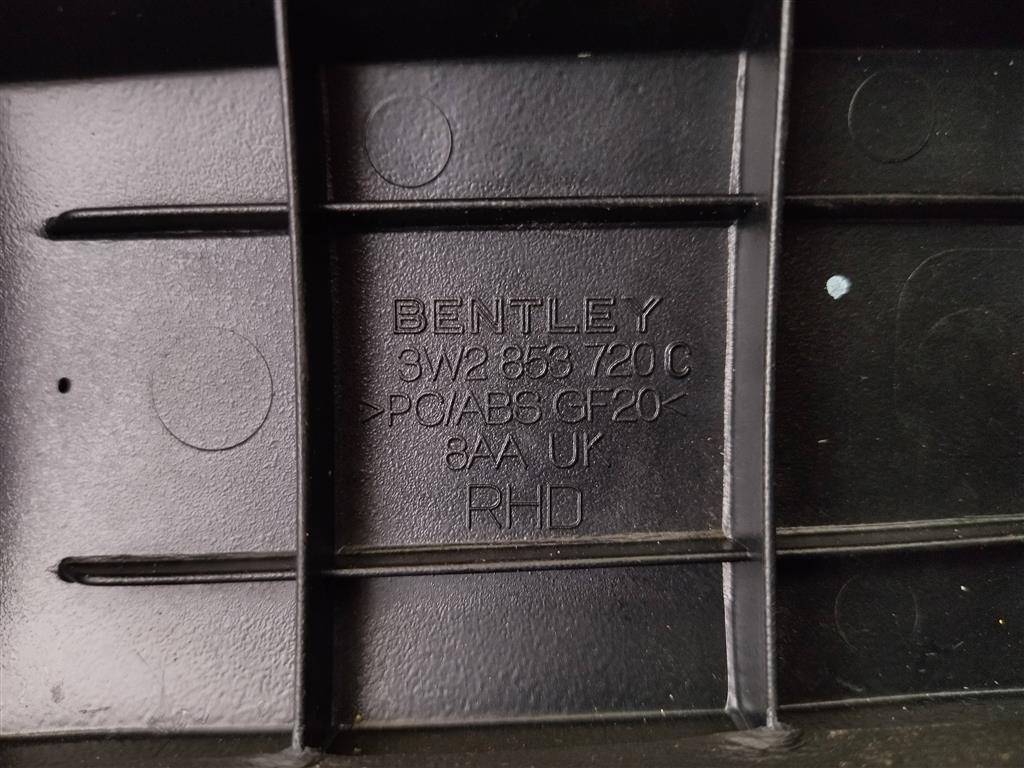 BENTLEY
3W2 853 720 C
>PC/ABS GF20<
8AA UK
RHD